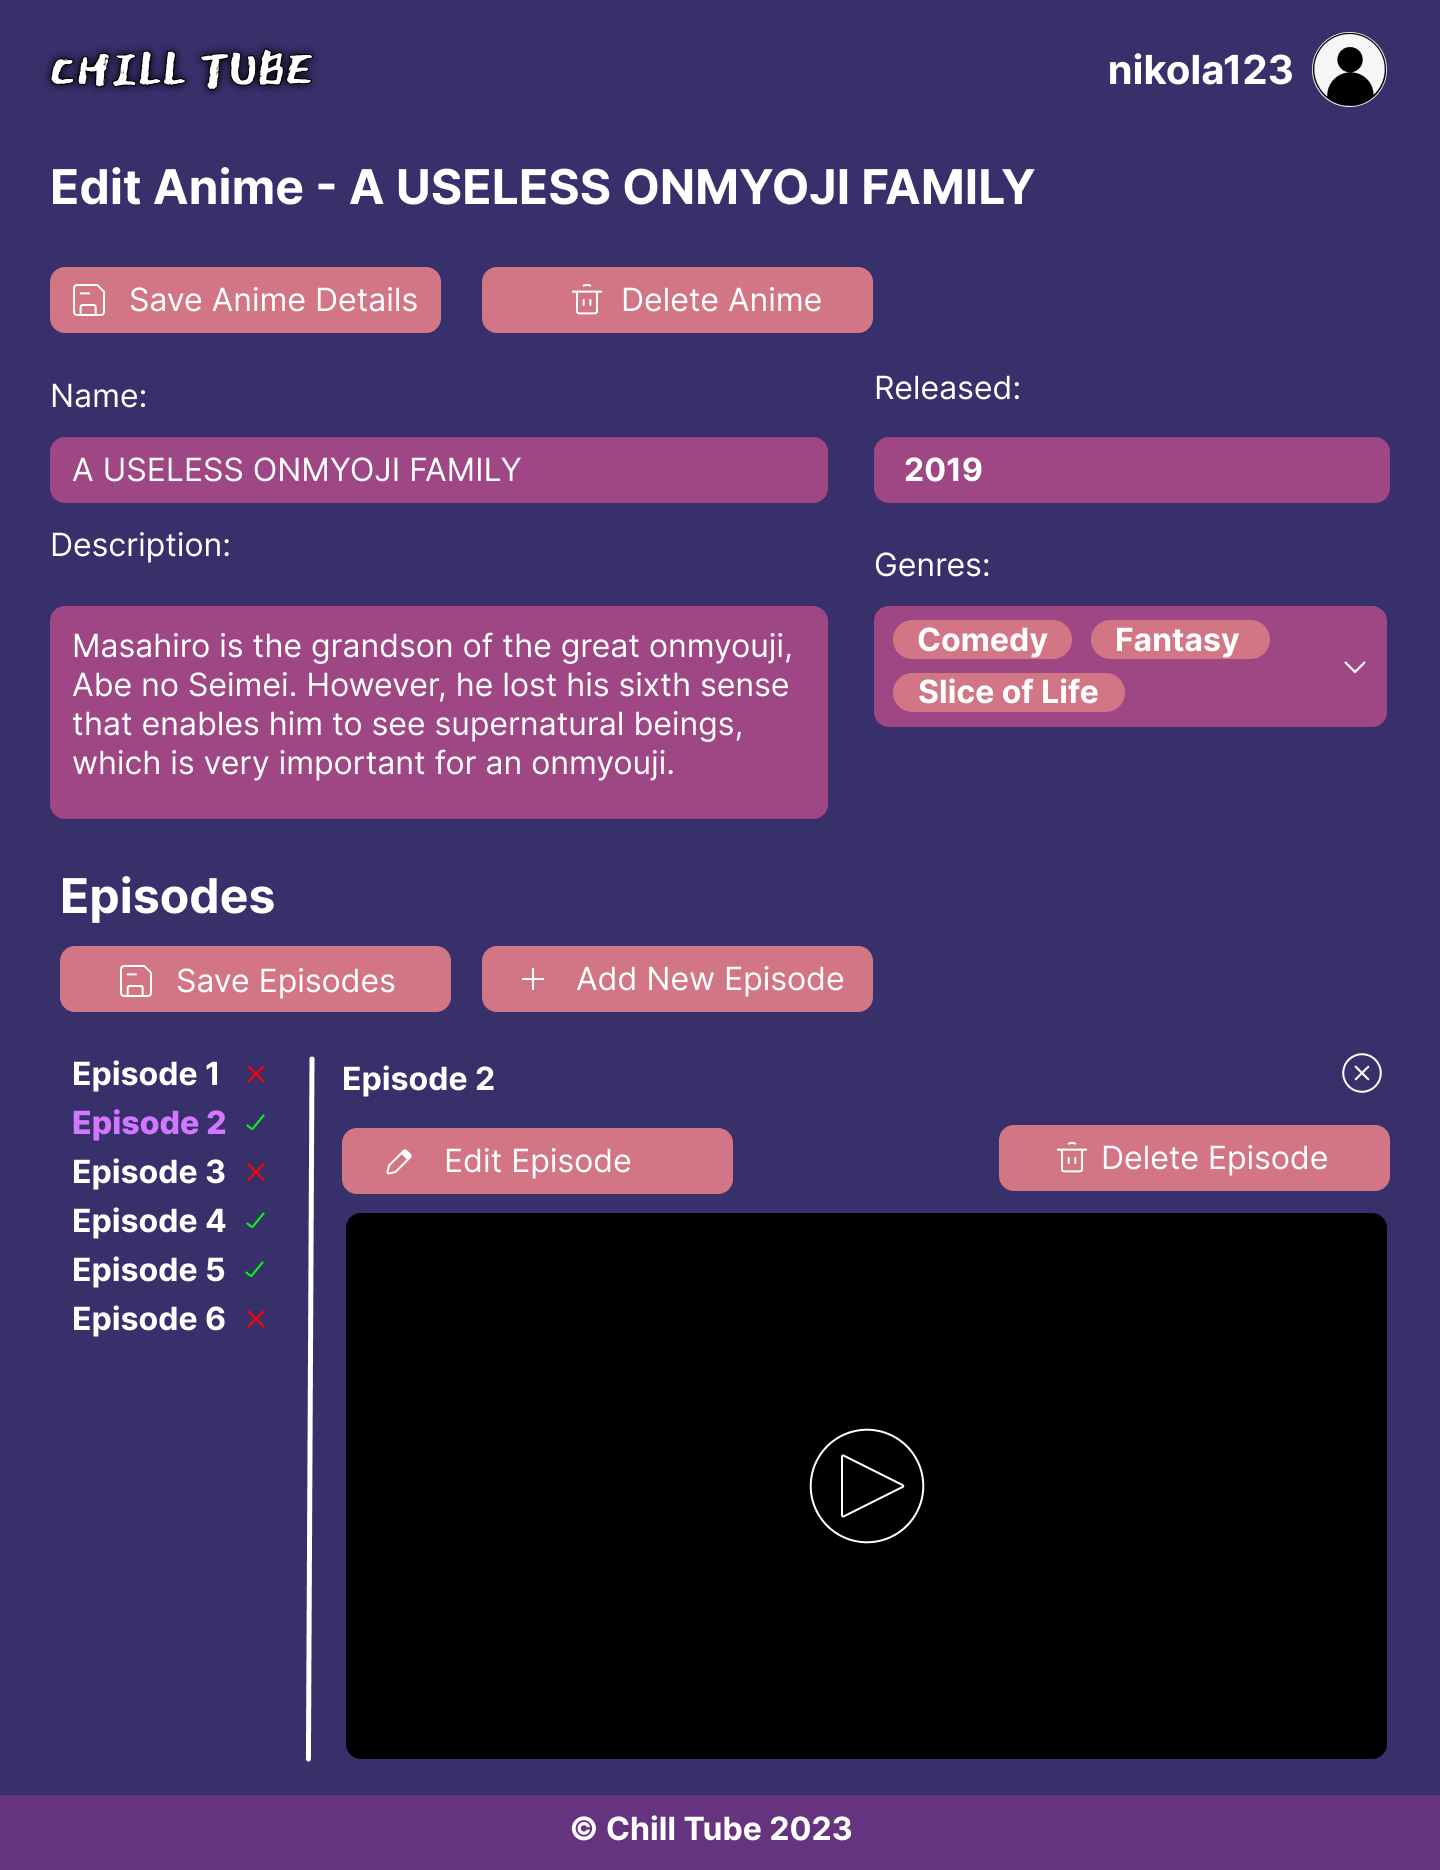 CHILL TUBE
nikola123
Edit Anime - A USELESS ONMYOJI FAMILY
Save Anime Details
Delete Anime
Name:
Released:
A USELESS ONMYOJI FAMILY
2019
Description:
Genres:
Masahiro is the grandson of the great onmyouji,
Abe no Seimei. However, he lost his sixth sense
that enables him to see supernatural beings,
which is very important for an onmyouji.
Comedy
Fantasy
Slice of Life
Episodes
Save Episodes
Add New Episode
Episode 1
Episode 2
Episode 3
Episode 4
Episode 5
Episode 6
Episode 2
Edit Episode
Delete Episode
© Chill Tube 2023